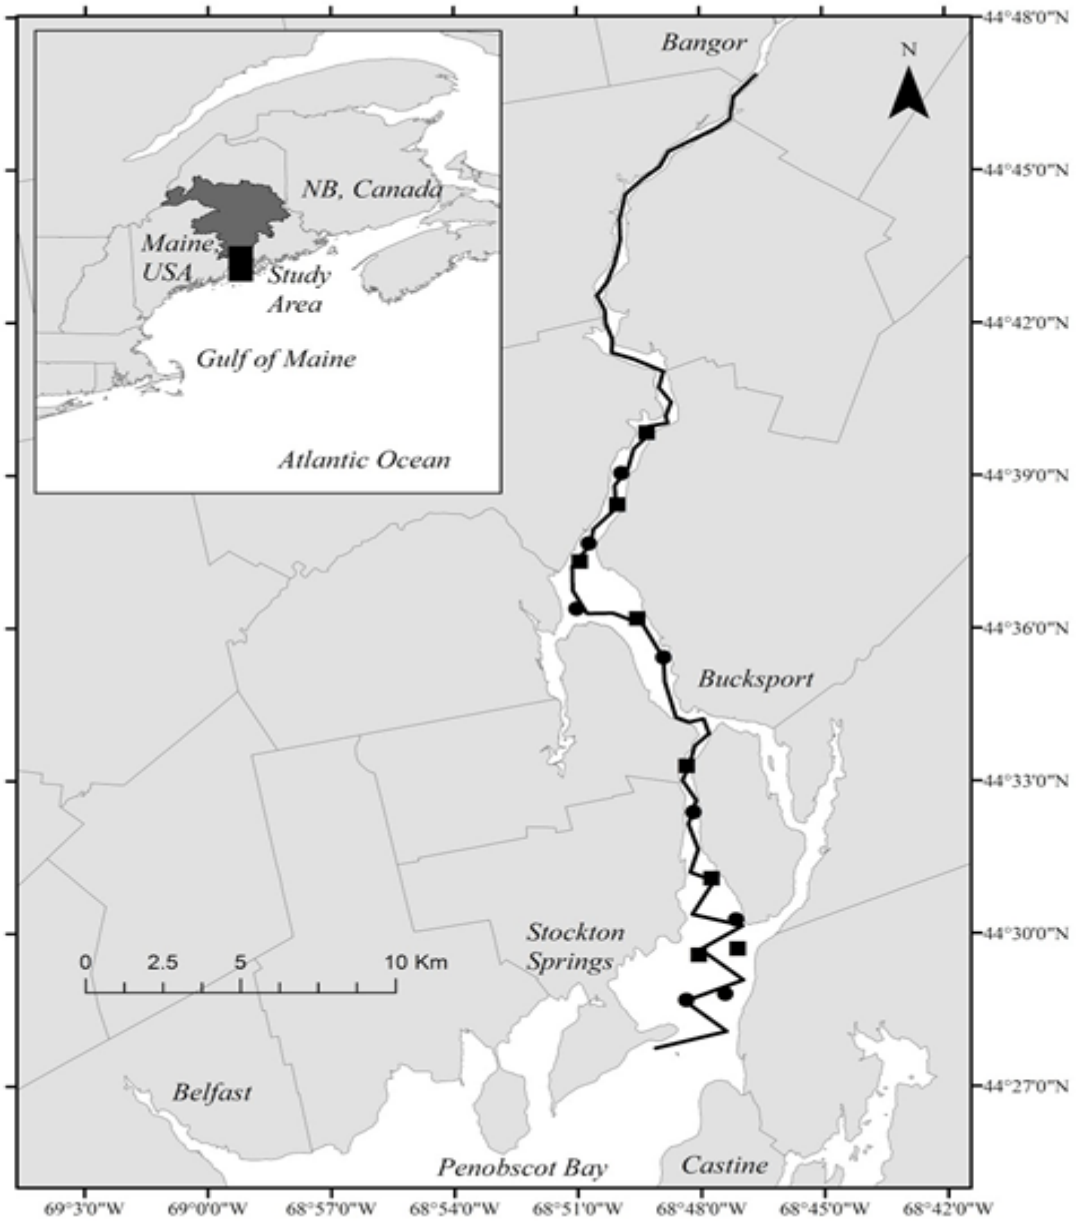 Bangor
N
44°48'0"N
44°45'0"N
44°42'0"N
44°39'0"N
44°36'0"N
44°33'0"N
44°30'0"N
44°27'0"N
NB, Canada
Maine,
USA
Study
Area
Gulf of Maine
Atlantic Ocean
Bucksport
Stockton
Springs
0 2.5 5 10 Km
Belfast
Penobscot Bay
Castine
69°3'0"W 69°0'0"W 68°57'0"W 68°54'0"W 68°51'0"W 68°48'0"W 68°45'0"W 68°42'0"W